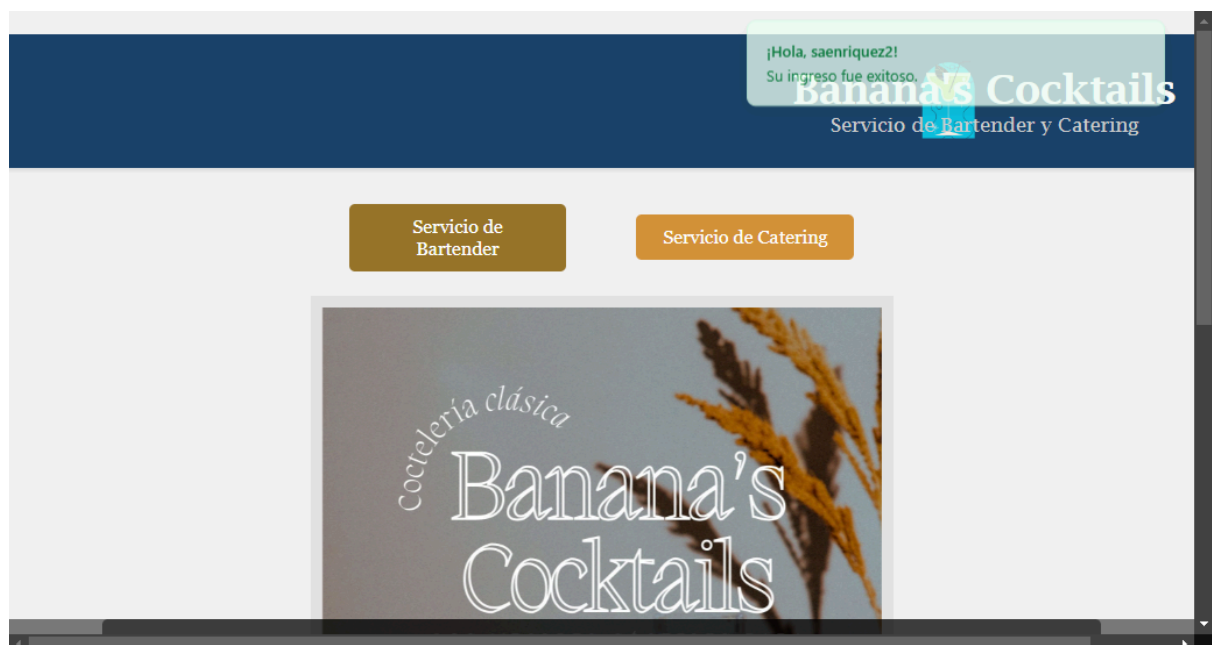 ¡Hola, saenriquez2!
Su ingreso fue exitoso.
Banana's Cocktails
Servicio de Bartender y Catering
Servicio de
Bartender
Servicio de Catering
coctelería clásica
Banana's
Cocktails